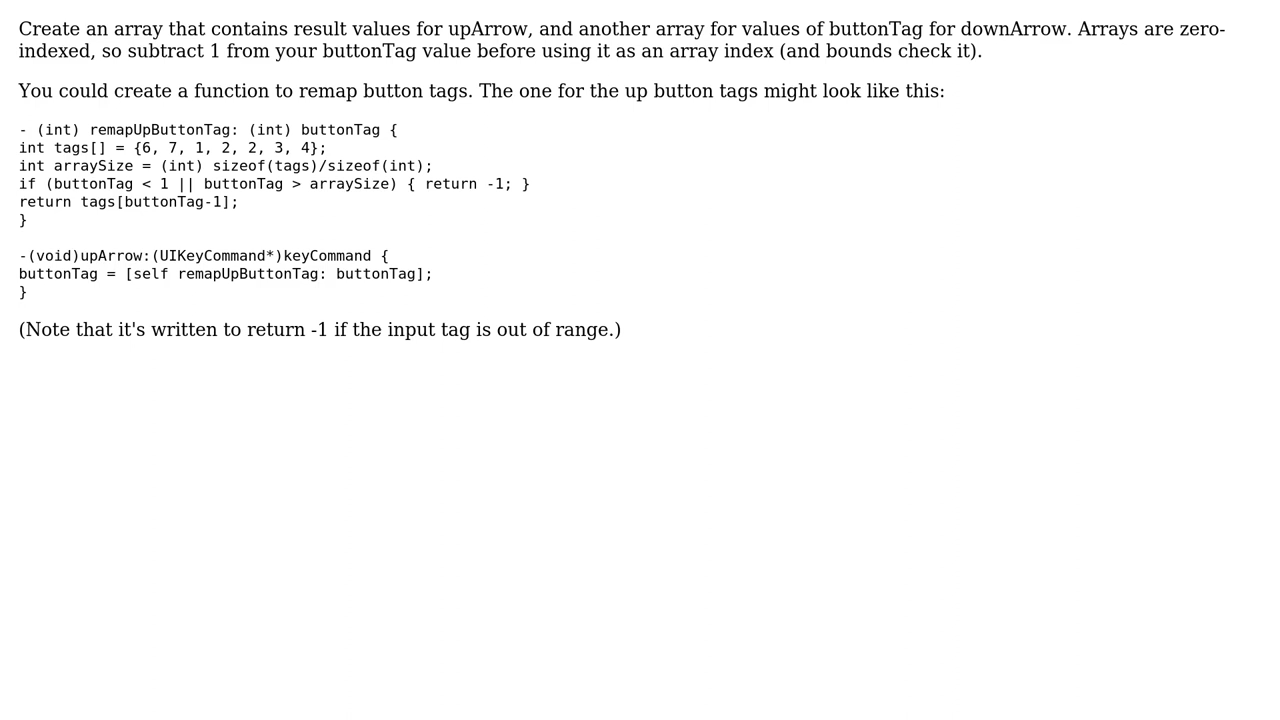 Create an array that contains result values for upArrow, and another array for values of buttonTag for downArrow. Arrays are zero-
indexed, so subtract 1 from your buttonTag value before using it as an array index (and bounds check it).
You could create a function to remap button tags. The one for the up button tags might look like this:
- (int) remapUpButtonTag: (int) buttonTag {
int tags[] = {6, 7, 1, 2, 2, 3, 4};
int arraySize = (int) sizeof(tags)/sizeof(int);
if (buttonTag < 1 || buttonTag > arraySize) { return -1; }
return tags[buttonTag-1];
}
-(void)upArrow:(UIKeyCommand*)keyCommand {
buttonTag = [self remapUpButtonTag: buttonTag];
}
(Note that it's written to return -1 if the input tag is out of range.)